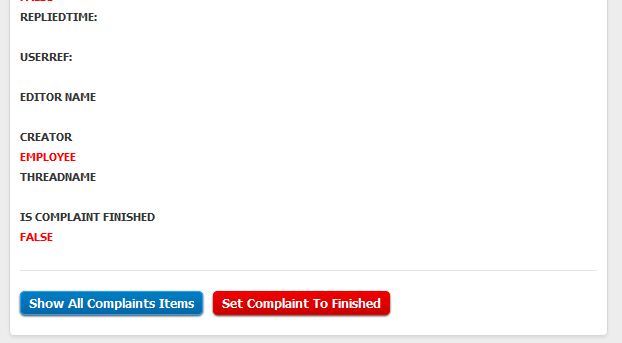 REPLIEDTIME:
USERREF:
EDITOR NAME
CREATOR
EMPLOYEE
THREADNAME
IS COMPLAINT FINISHED
FALSE
Show All Complaints Items
Set Complaint To Finished